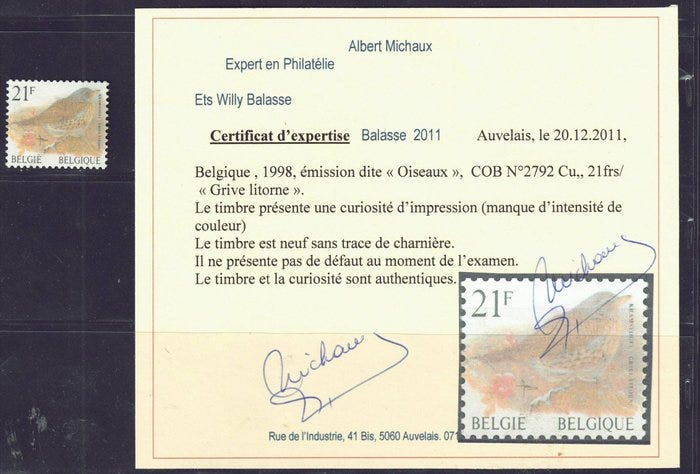 Albert Michaux
Expert en Philatélie
Ets Willy Balasse
Certificat d'expertise Balasse 2011 Auvelais, le 20.12.2011,
Belgique , 1998, émission dite « Oiseaux », COB N°2792 Cu,, 21frs/
« Grive litorne ».
Le timbre présente une curiosité d'impression (manque d'intensité de
couleur)
Le timbre est neuf sans trace de charnière.
Il ne présente pas de défaut au moment de l'examen.
Le timbre et la curiosité sont authentiques.
Michaux
Michaux
Rue de l'Industrie, 41 Bis, 5060 Auvelais. 071
21F
BELGIE BELGIQUE
21F
BELGIE BELGIQUE